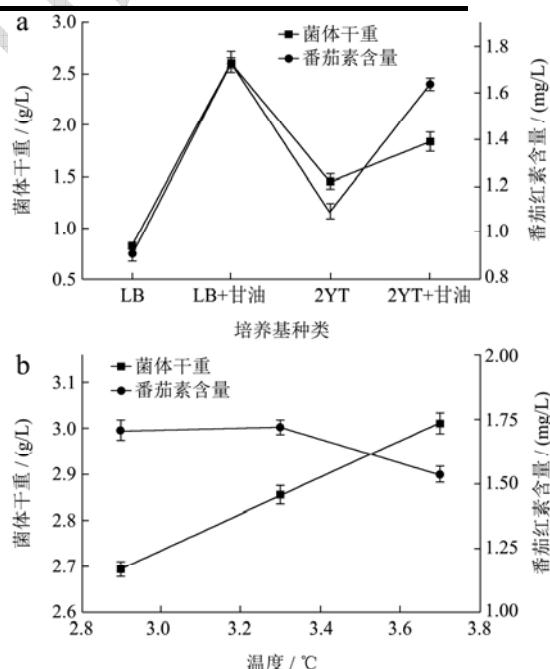 a
3.0
2.5
2.0
1.5
1.0
0.5
菌体干重 / (g/L)
菌体干重
番茄素含量
1.8
1.6
1.4
1.2
1.0
0.8
番茄红素含量 / (mg/L)
LB LB+甘油 2YT 2YT+甘油
培养基种类
b
3.1
3.0
2.9
2.8
2.7
2.6
菌体干重 / (g/L)
菌体干重
番茄素含量
2.00
1.75
1.50
1.25
1.00
番茄红素含量 / (mg/L)
2.8 3.0 3.2 3.4 3.6 3.8
温度 / ℃